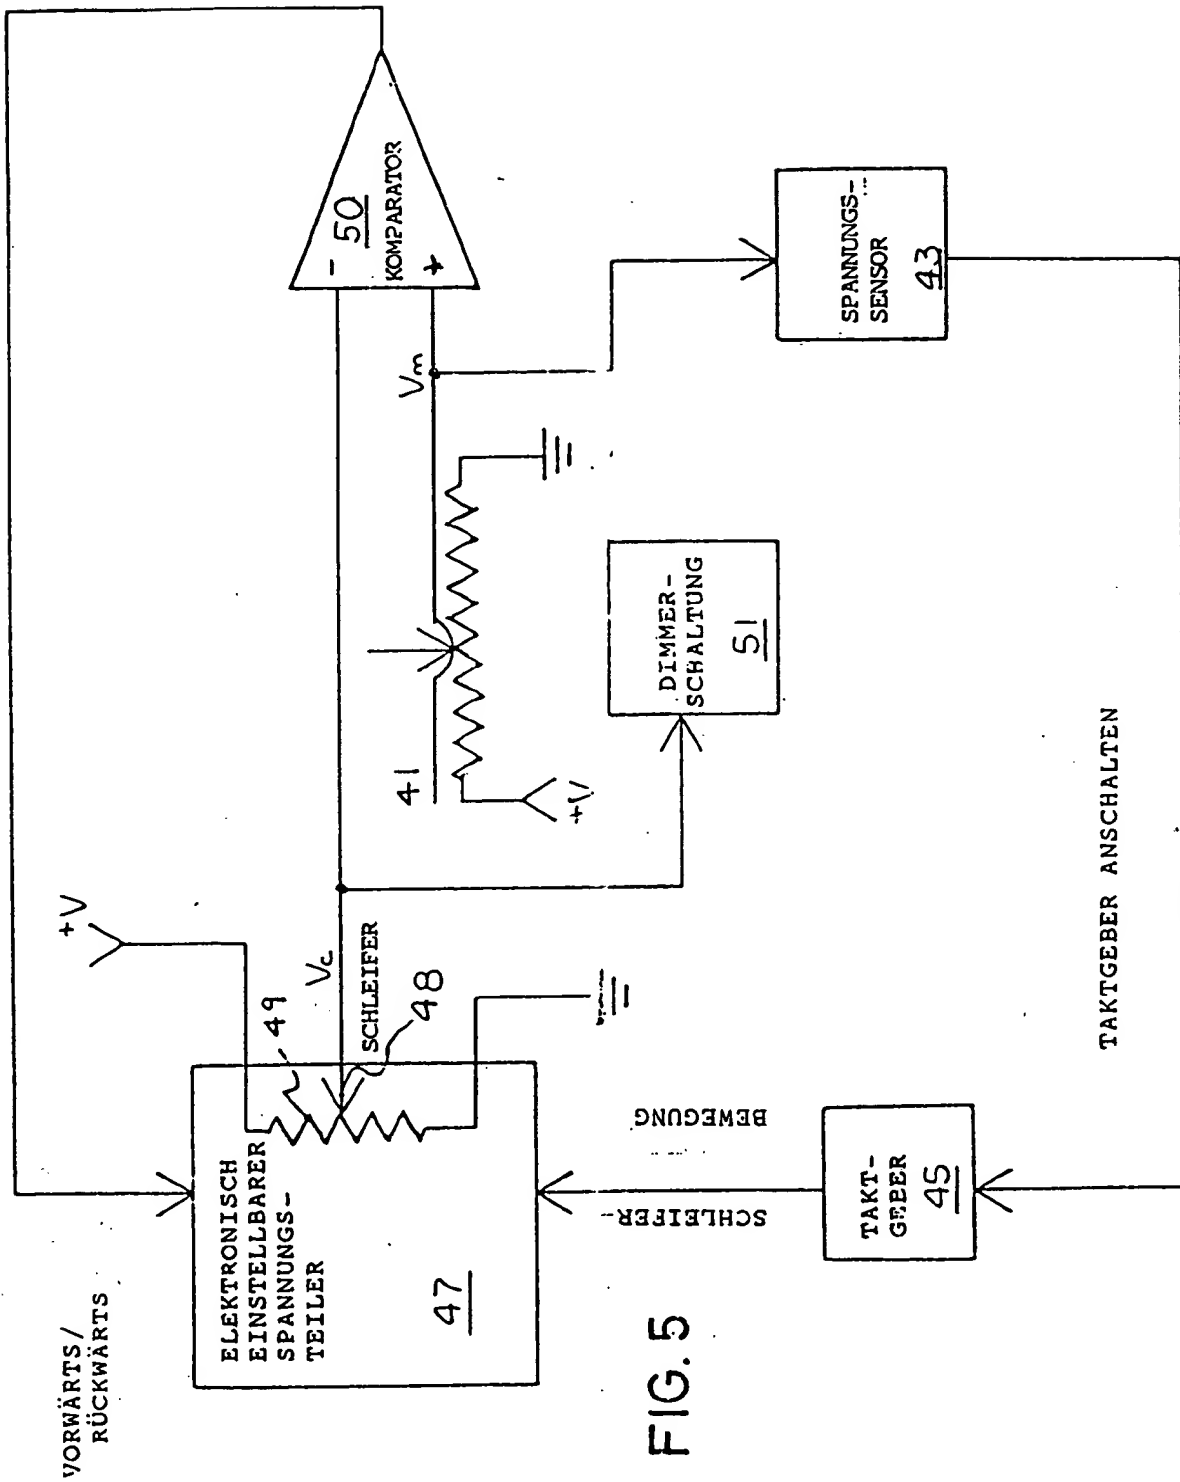 VORWÄRTS/
RÜCKWÄRTS
ELEKTRONISCH
EINSTELLBARER
SPANNUNGS-
TEILER
47
49
+V
Vc
SCHLEIFER
48
50
KOMPARATOR
-
+
Vm
41
+V
DIMMER-
SCHALTUNG
51
SPANNUNGS-
SENSOR
43
SCHLEIFER-
BEWEGUNG
TAKT-
GEBER
45
TAKTGEBER ANSCHALTEN
FIG. 5